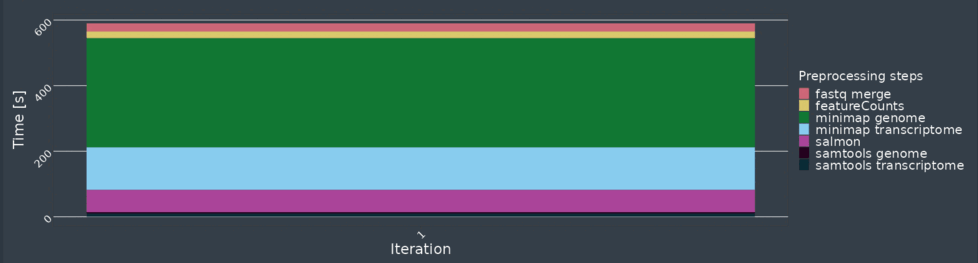 600
400
200
0
Time [s]
1
Iteration
Preprocessing steps
fastq merge
featureCounts
minimap genome
minimap transcriptome
salmon
samtools genome
samtools transcriptome